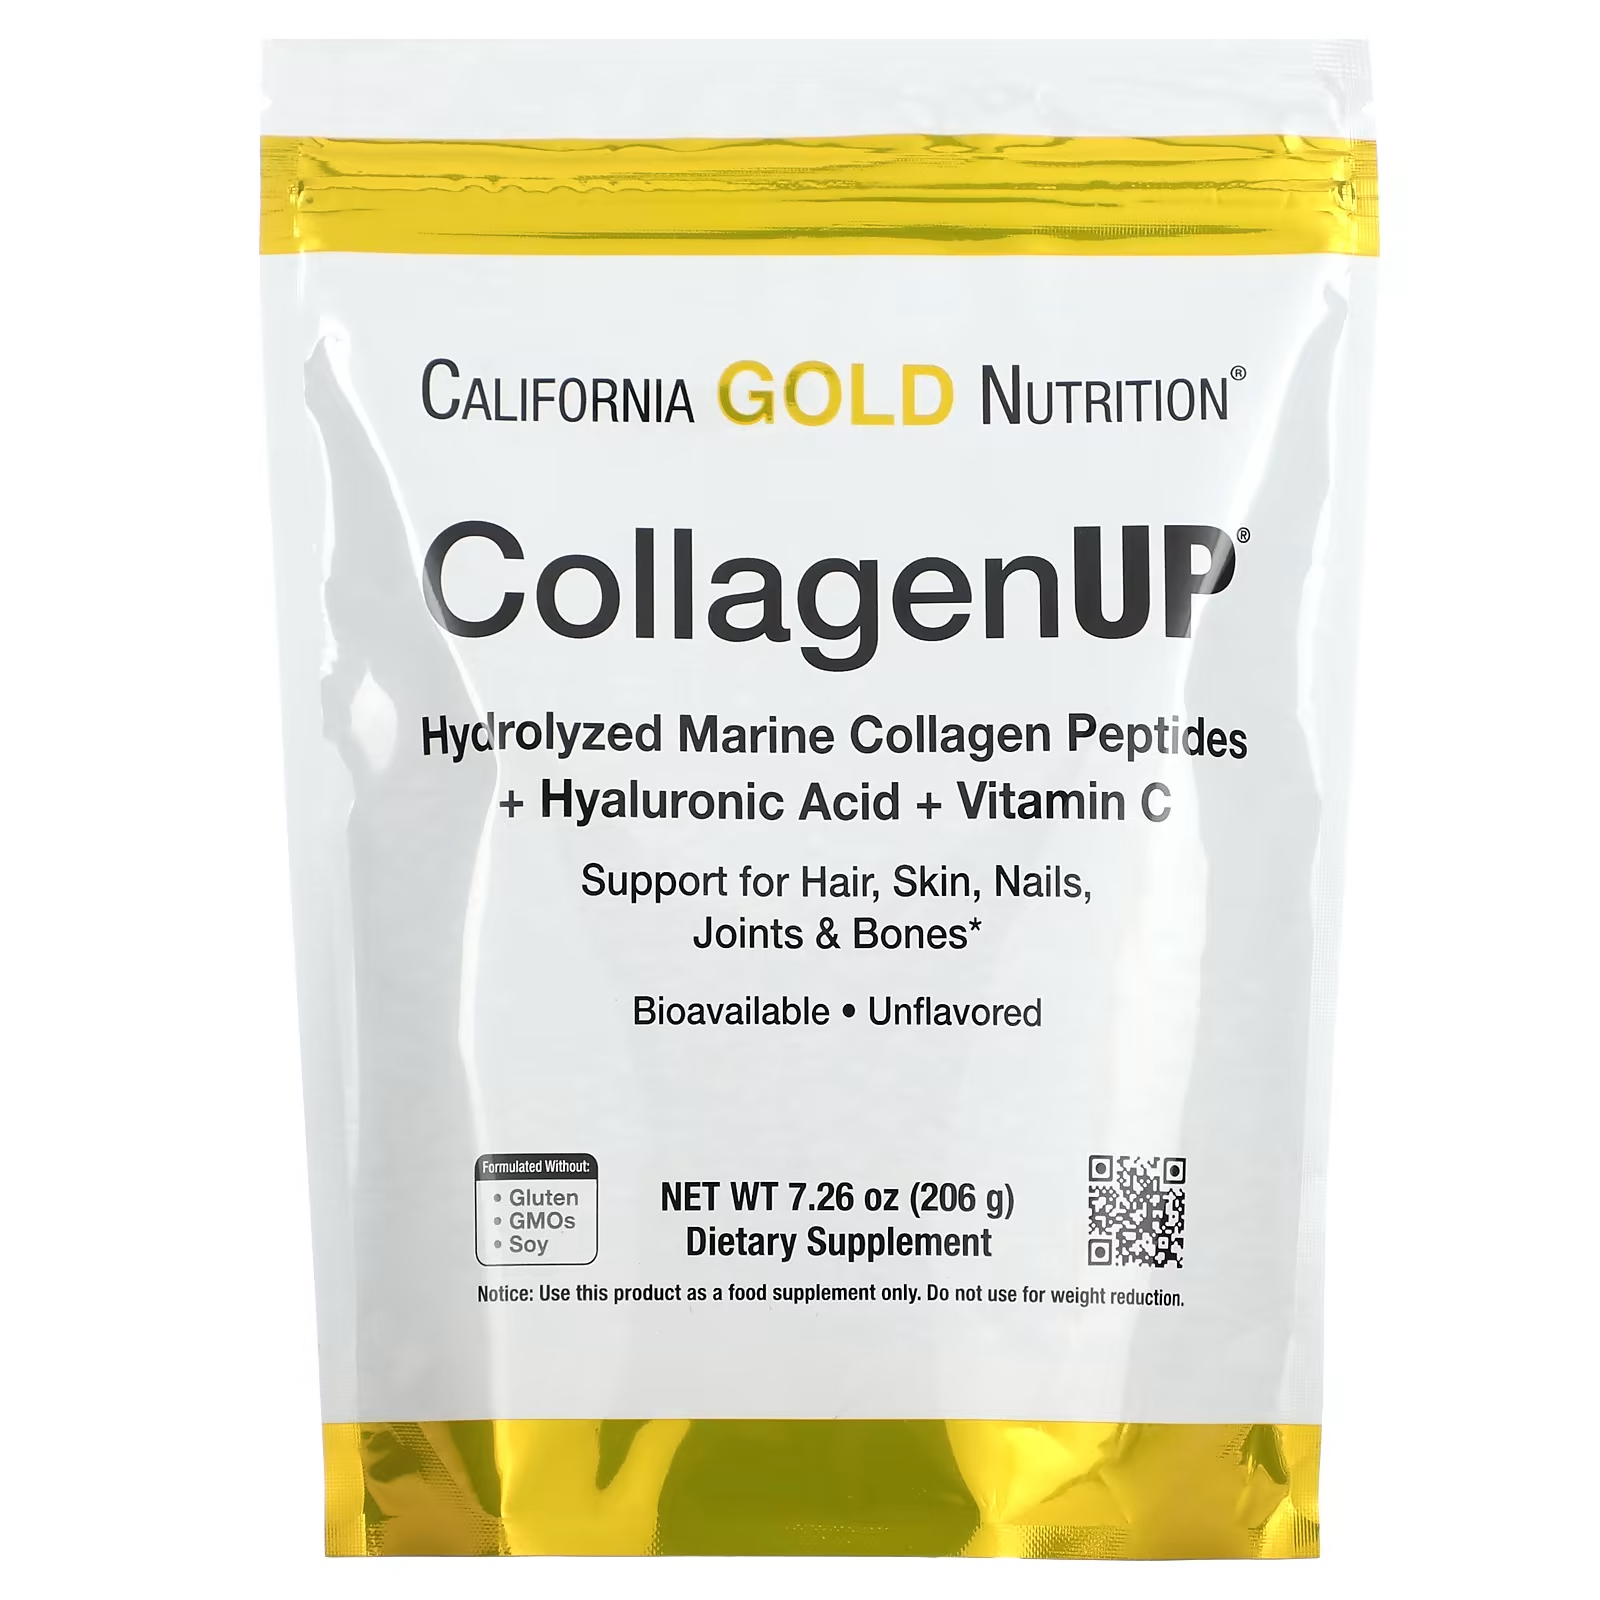 CALIFORNIA GOLD NUTRITION®
CollagenUP®
Hydrolyzed Marine Collagen Peptides
+ Hyaluronic Acid + Vitamin C
Support for Hair, Skin, Nails,
Joints & Bones*
Bioavailable • Unflavored
Formulated Without:
• Gluten
• GMOs
• Soy
NET WT 7.26 oz (206 g)
Dietary Supplement
Notice: Use this product as a food supplement only. Do not use for weight reduction.